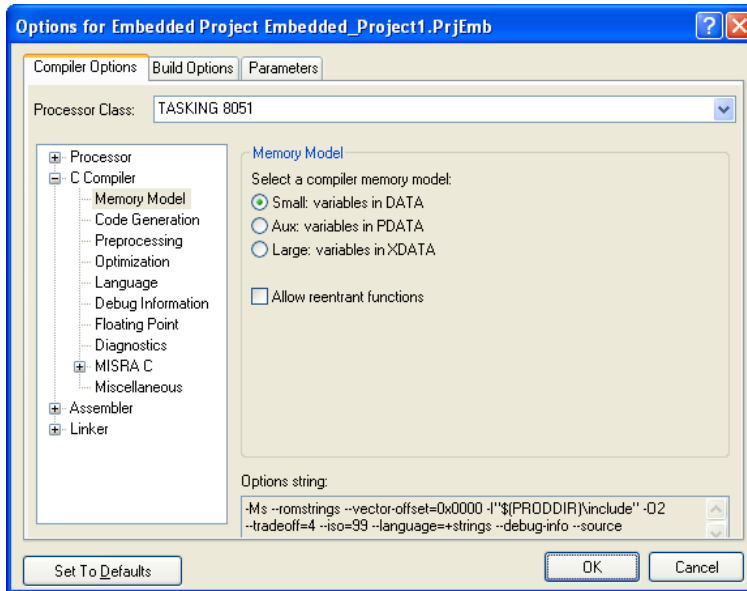 Options for Embedded Project Embedded_Project1.PrjEmb
Compiler Options Build Options Parameters
Processor Class: TASKING 8051
Processor
C Compiler
Memory Model
Code Generation
Preprocessing
Optimization
Language
Debug Information
Floating Point
Diagnostics
MISRA C
Miscellaneous
Assembler
Linker
Memory Model
Select a compiler memory model:
Small: variables in DATA
Aux: variables in PDATA
Large: variables in XDATA
Allow reentrant functions
Options string:
-Ms --romstrings --vector-offset=0x0000 -I"$(PRODDIR)\include" -O2
--tradeoff=4 --iso=99 --language=+strings --debug-info --source
Set To Defaults
OK
Cancel